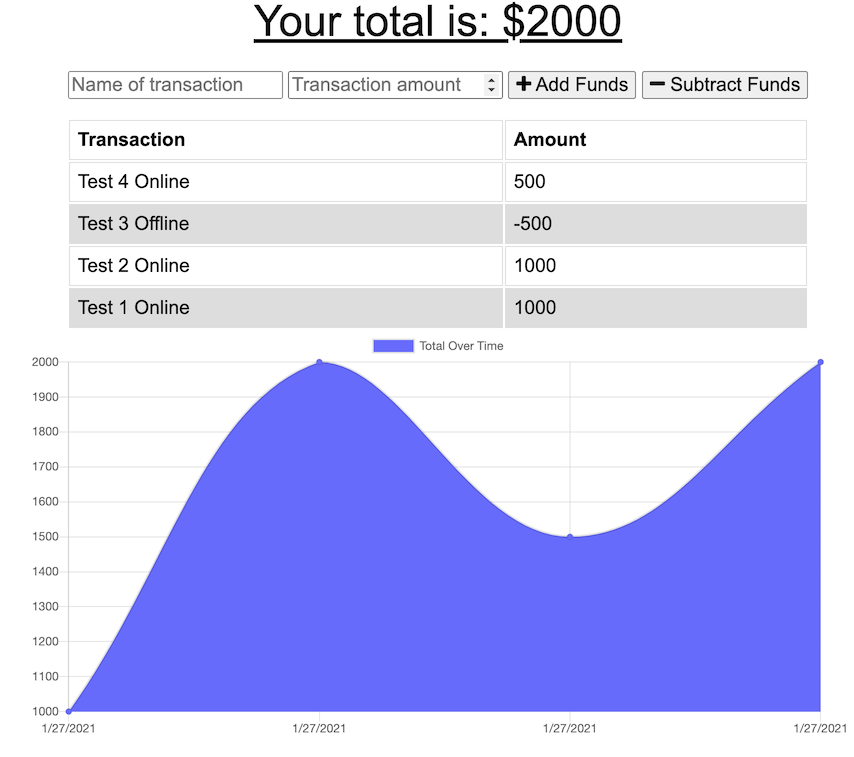 Your total is: $2000
Name of transaction Transaction amount Add Funds Subtract Funds
Transaction Amount
Test 4 Online 500
Test 3 Offline -500
Test 2 Online 1000
Test 1 Online 1000
Total Over Time
2000
1900
1800
1700
1600
1500
1400
1300
1200
1100
1000
1/27/2021 1/27/2021 1/27/2021 1/27/2021